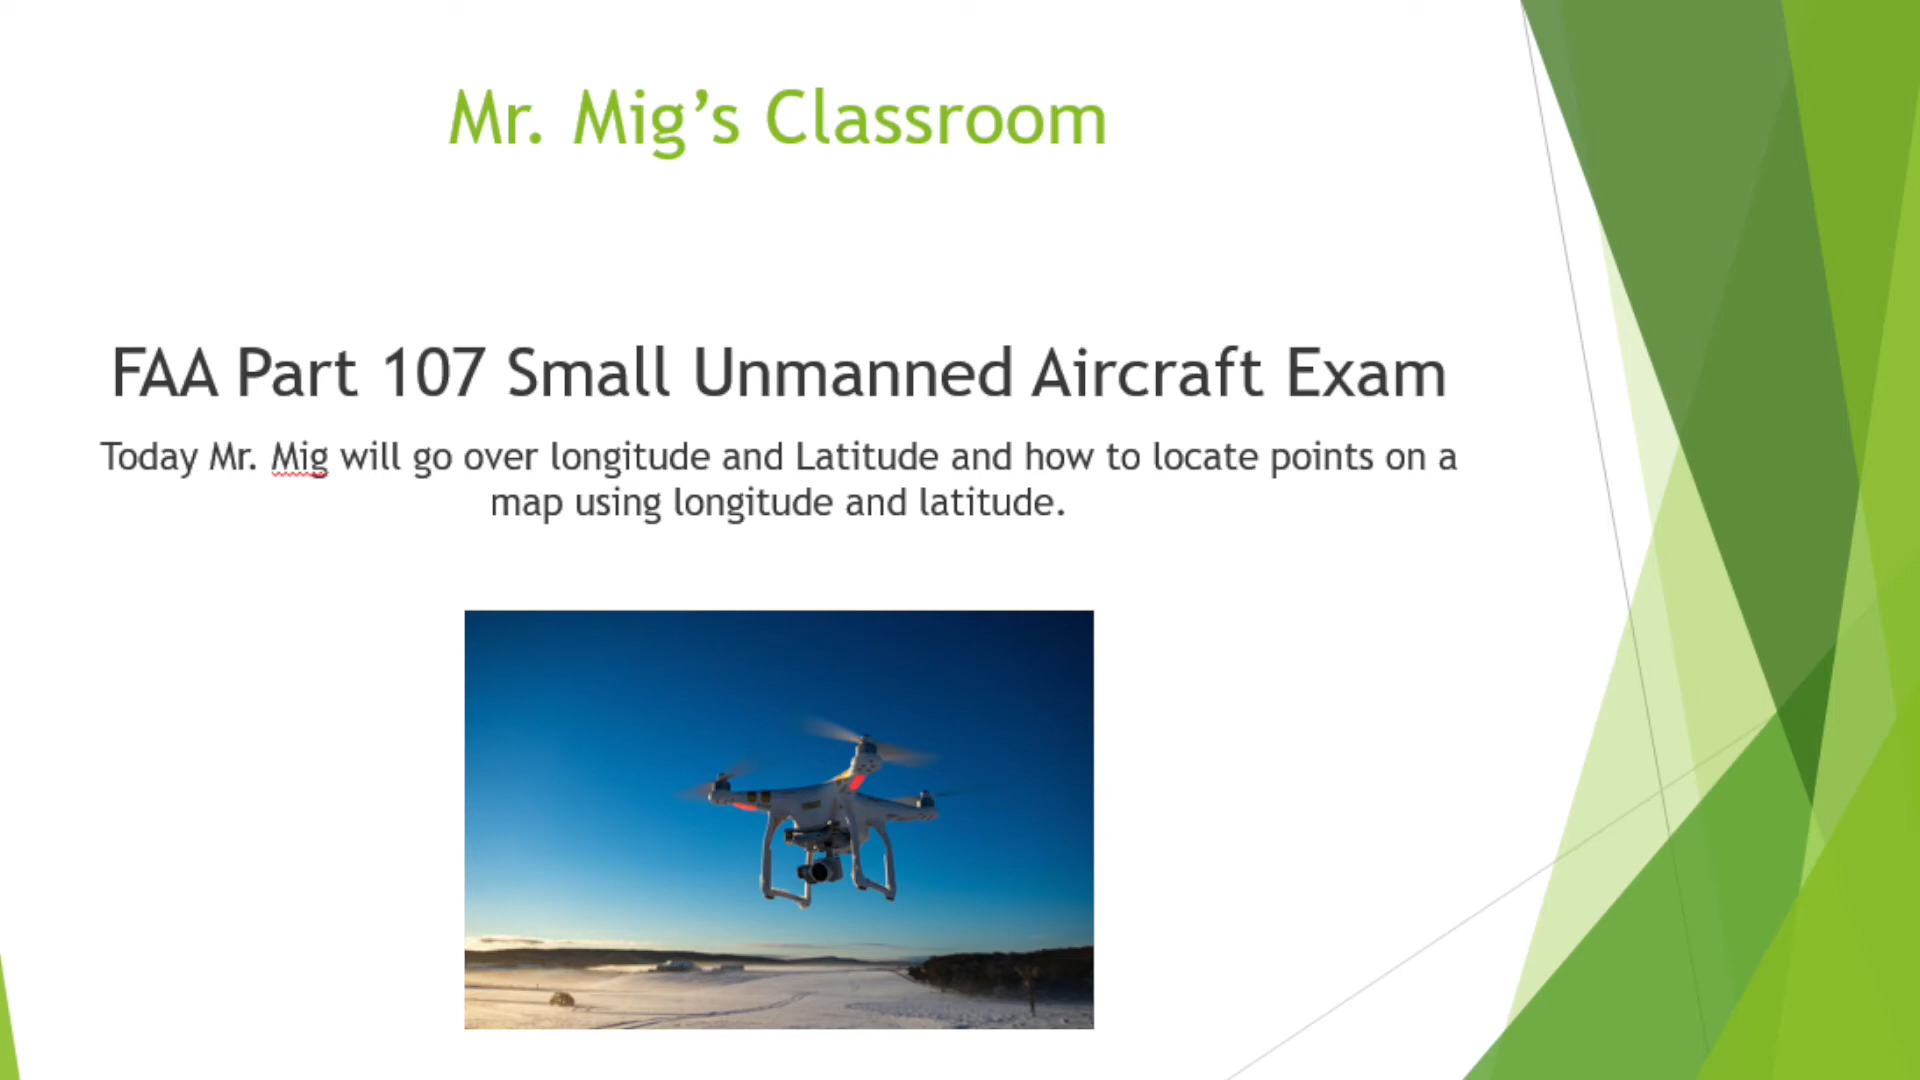 Mr. Mig’s Classroom
FAA Part 107 Small Unmanned Aircraft Exam
Today Mr. Mig will go over longitude and Latitude and how to locate points on a
map using longitude and latitude.